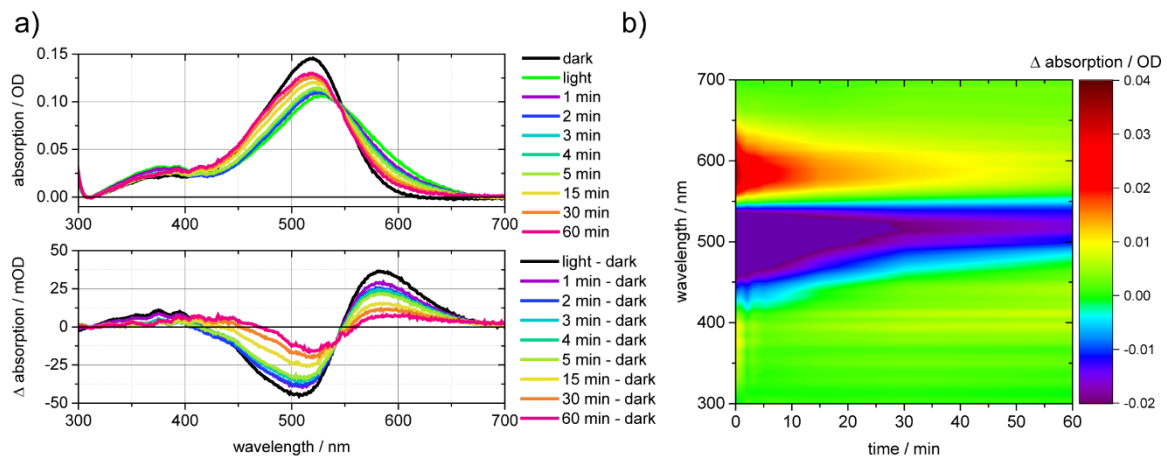 a)
absorption / OD
0.15
0.10
0.05
0.00
300 400 500 600 700
dark
light
1 min
2 min
3 min
4 min
5 min
15 min
30 min
60 min
Δ absorption / mOD
50
25
0
-25
-50
300 400 500 600 700
wavelength / nm
light - dark
1 min - dark
2 min - dark
3 min - dark
4 min - dark
5 min - dark
15 min - dark
30 min - dark
60 min - dark
b)
Δ absorption / OD
wavelength / nm
700
600
500
400
300
0 10 20 30 40 50 60
time / min
0.04
0.03
0.02
0.01
0.00
-0.01
-0.02